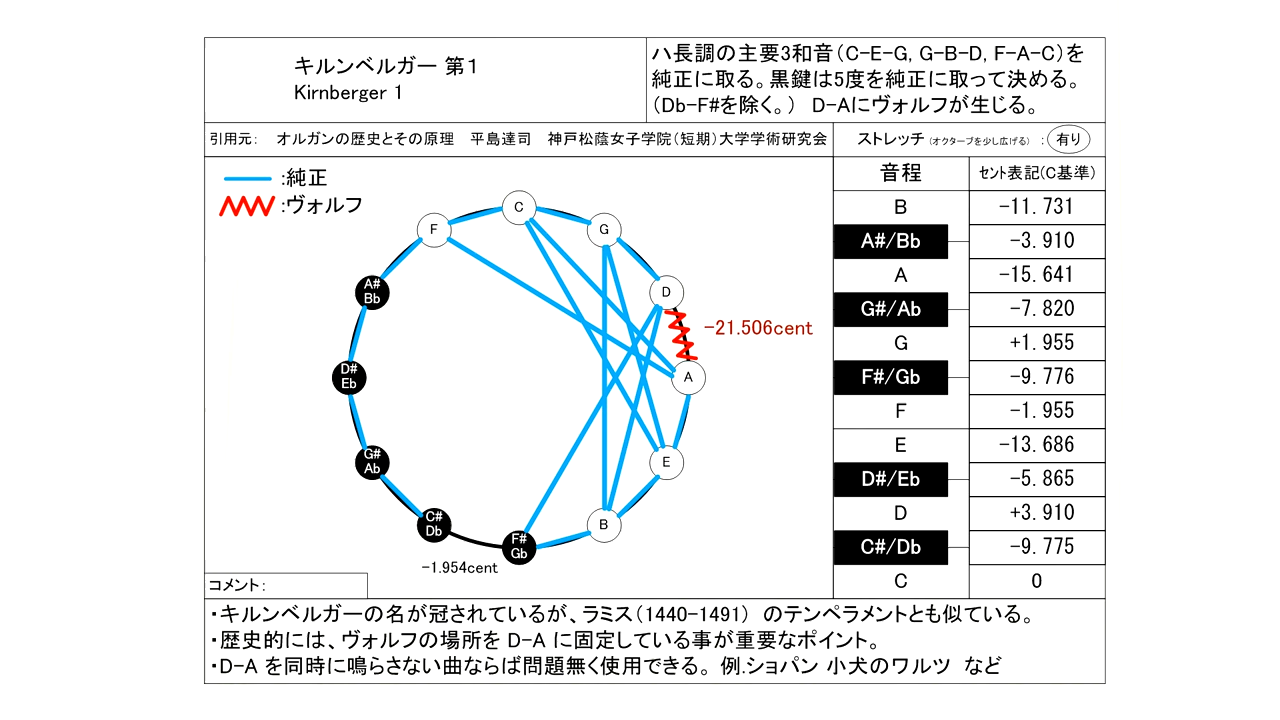 キルンベルガー 第1
Kirnberger 1
ハ長調の主要3和音(C-E-G, G-B-D, F-A-C)を
純正に取る。黒鍵は5度を純正に取って決める。
(Db-F#を除く。) D-Aにヴォルフが生じる。
引用元: オルガンの歴史とその原理 平島達司 神戸松蔭女子学院(短期)大学学術研究会
ストレッチ (オクターブを少し広げる) : 有り
:純正
:ヴォルフ
C
G
D
A
E
B
F#
Gb
C#
Db
G#
Ab
D#
Eb
A#
Bb
F
-21.506cent
-1.954cent
音程 セント表記(C基準)
B -11.731
A#/Bb -3.910
A -15.641
G#/Ab -7.820
G +1.955
F#/Gb -9.776
F -1.955
E -13.686
D#/Eb -5.865
D +3.910
C#/Db -9.775
C 0
コメント:
・キルンベルガーの名が冠されているが、ラミス(1440-1491) のテンペラメントとも似ている。
・歴史的には、ヴォルフの場所を D-A に固定している事が重要なポイント。
・D-A を同時に鳴らさない曲ならば問題無く使用できる。 例.ショパン 小犬のワルツ など